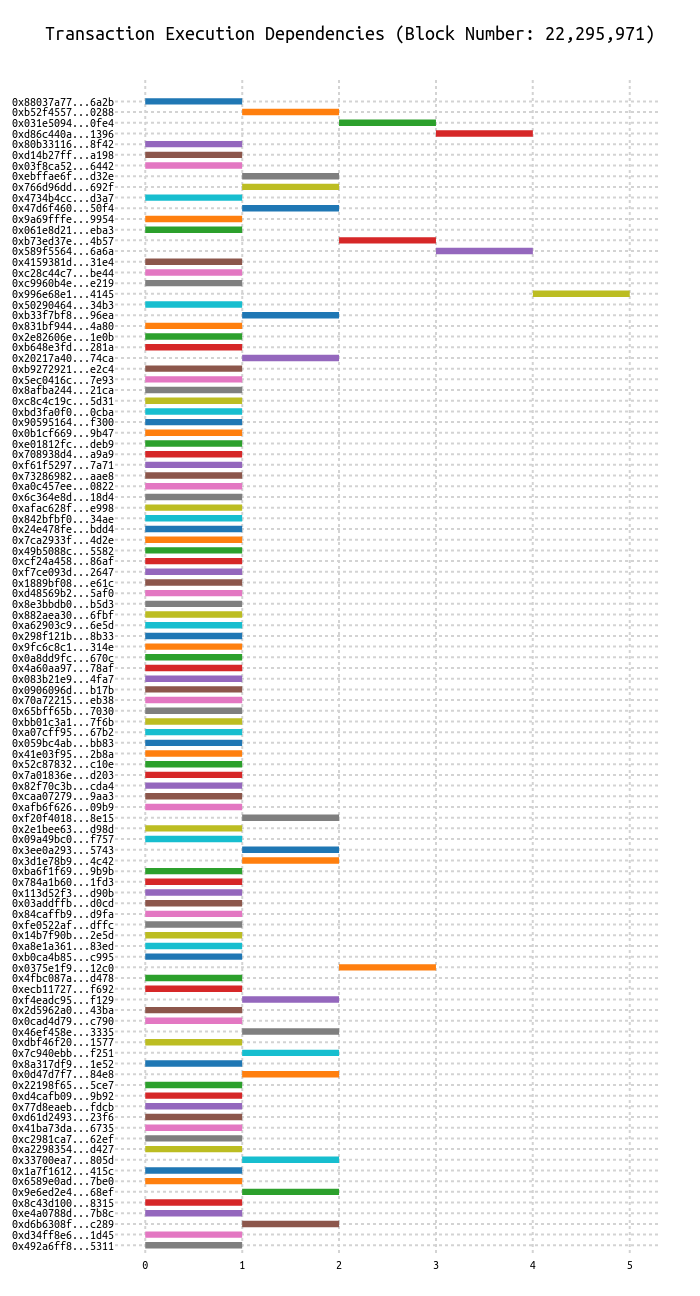 Transaction Execution Dependencies (Block Number: 22,295,971)
0x88037a77...6a2b
0xb52f4557...0288
0x031e5094...0fe4
0xd86c440a...1396
0x80b33116...8f42
0xd14b27ff...a198
0x03f8ca52...6442
0xebffae6f...d32e
0x766d96dd...692f
0x4734b4cc...d3a7
0x47d6f460...50f4
0x9a69fffe...9954
0x061e8d21...eba3
0xb73ed37e...4b57
0x589f5564...6a6a
0x4159381d...31e4
0xc28c44c7...be44
0xc9960b4e...e219
0x996e68e1...4145
0x50290464...34b3
0xb33f7bf8...96ea
0x831bf944...4a80
0x2e82606e...1e0b
0xb648e3fd...281a
0x20217a40...74ca
0xb9272921...e2c4
0x5ec0416c...7e93
0x8afba244...21ca
0xc8c4c19c...5d31
0xbd3fa0f0...0cba
0x90595164...f300
0x0b1cf669...9b47
0xe01812fc...deb9
0x708938d4...a9a9
0xf61f5297...7a71
0x73286982...aae8
0xa0c457ee...0822
0x6c364e8d...18d4
0xafac628f...e998
0x842bfbf0...34ae
0x24e478fe...bdd4
0x7ca2933f...4d2e
0x49b5088c...5582
0xcf24a458...86af
0xf7ce093d...2647
0x1889bf08...e61c
0xd48569b2...5af0
0x8e3bbdb0...b5d3
0x882aea30...6fbf
0xa62903c9...6e5d
0x298f121b...8b33
0x9fc6c8c1...314e
0x0a8dd9fc...670c
0x4a60aa97...78af
0x083b21e9...4fa7
0x0906096d...b17b
0x70a72215...eb38
0x65bff65b...7030
0xbb01c3a1...7f6b
0xa07cff95...67b2
0x059bc4ab...bb83
0x41e03f95...2b8a
0x52c87832...c10e
0x7a01836e...d203
0x82f70c3b...cda4
0xcaa07279...9aa3
0xafb6f626...09b9
0xf20f4018...8e15
0x2e1bee63...d98d
0x09a49bc0...f757
0x3ee0a293...5743
0x3d1e78b9...4c42
0xba6f1f69...9b9b
0x784a1b60...1fd3
0x113d52f3...d90b
0x03addffb...d0cd
0x84caffb9...d9fa
0xfe0522af...dffc
0x14b7f90b...2e5d
0xa8e1a361...83ed
0xb0ca4b85...c995
0x0375e1f9...12c0
0x4fbc087a...d478
0xecb11727...f692
0xf4eadc95...f129
0x2d5962a0...43ba
0x0cad4d79...c790
0x46ef458e...3335
0xdbf46f20...1577
0x7c940ebb...f251
0x8a317df9...1e52
0x0d47d7f7...84e8
0x22198f65...5ce7
0xd4cafb09...9b92
0x77d8eaeb...fdcb
0xd61d2493...23f6
0x41ba73da...6735
0xc2981ca7...62ef
0xa2298354...d427
0x33700ea7...805d
0x1a7f1612...415c
0x6589e0ad...7be0
0x9e6ed2e4...68ef
0x8c43d100...8315
0xe4a0788d...7b8c
0xd6b6308f...c289
0xd34ff8e6...1d45
0x492a6ff8...5311
0 1 2 3 4 5